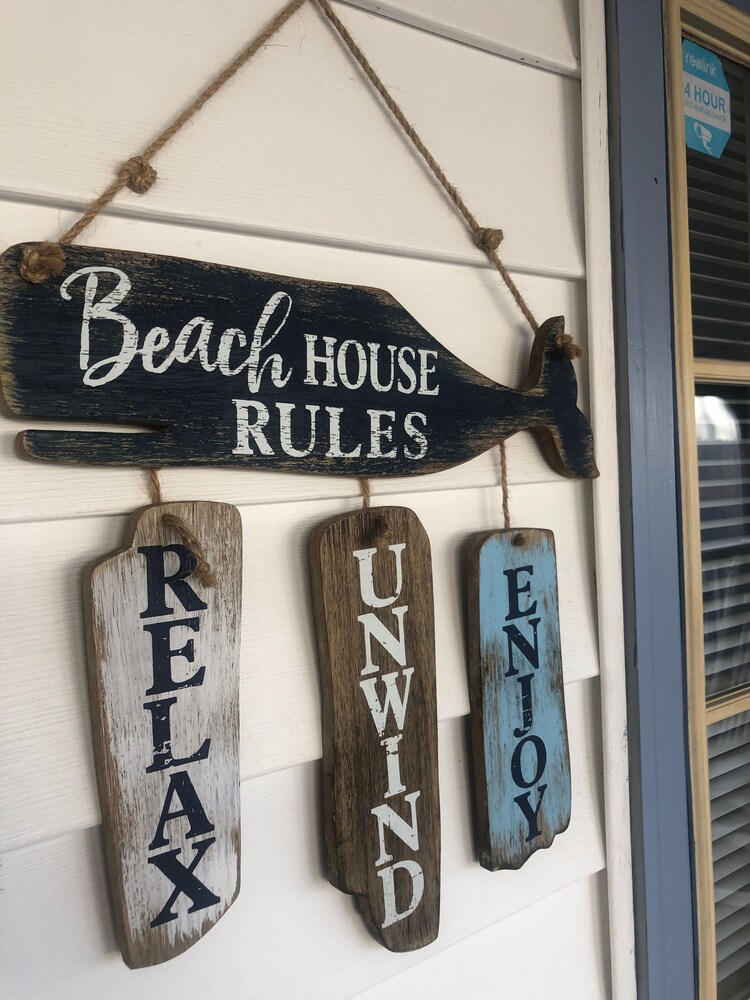 Beach HOUSE
RULES
RELAX
UNWIND
ENJOY
reolink
4 HOUR